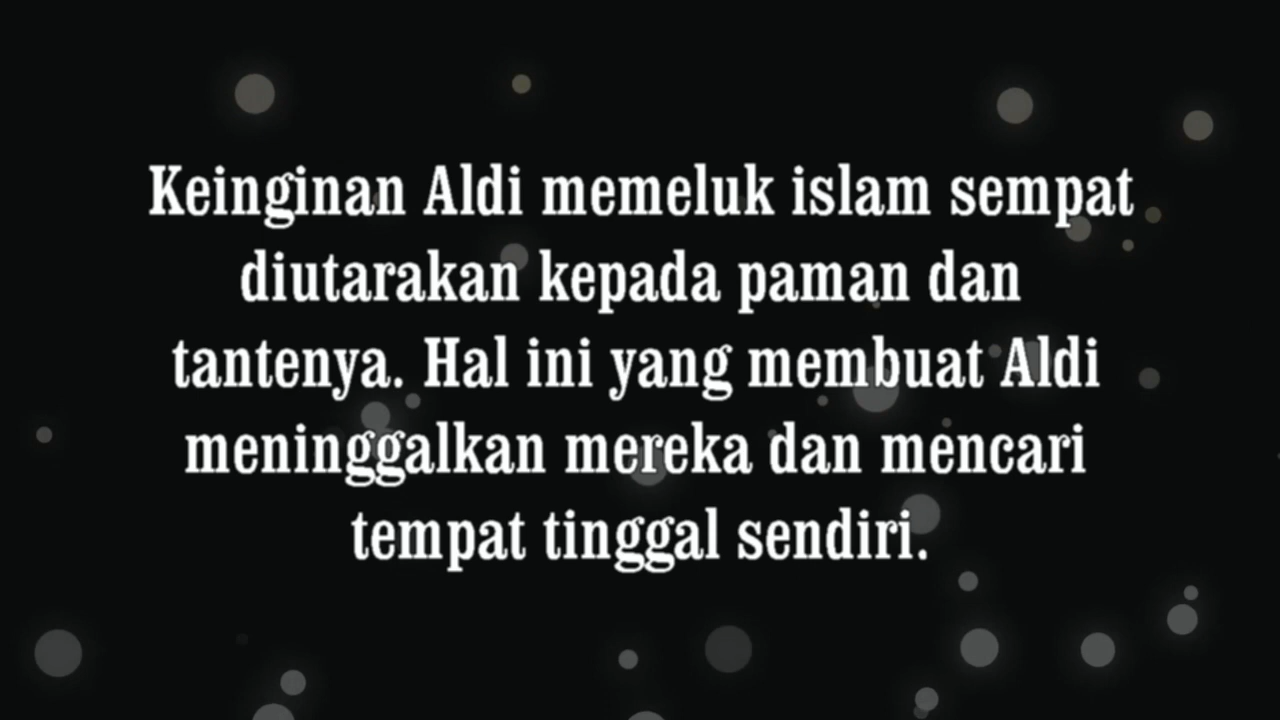 Keinginan Aldi memeluk islam sempat
diutarakan kepada paman dan
tantenya. Hal ini yang membuat Aldi
meninggalkan mereka dan mencari
tempat tinggal sendiri.